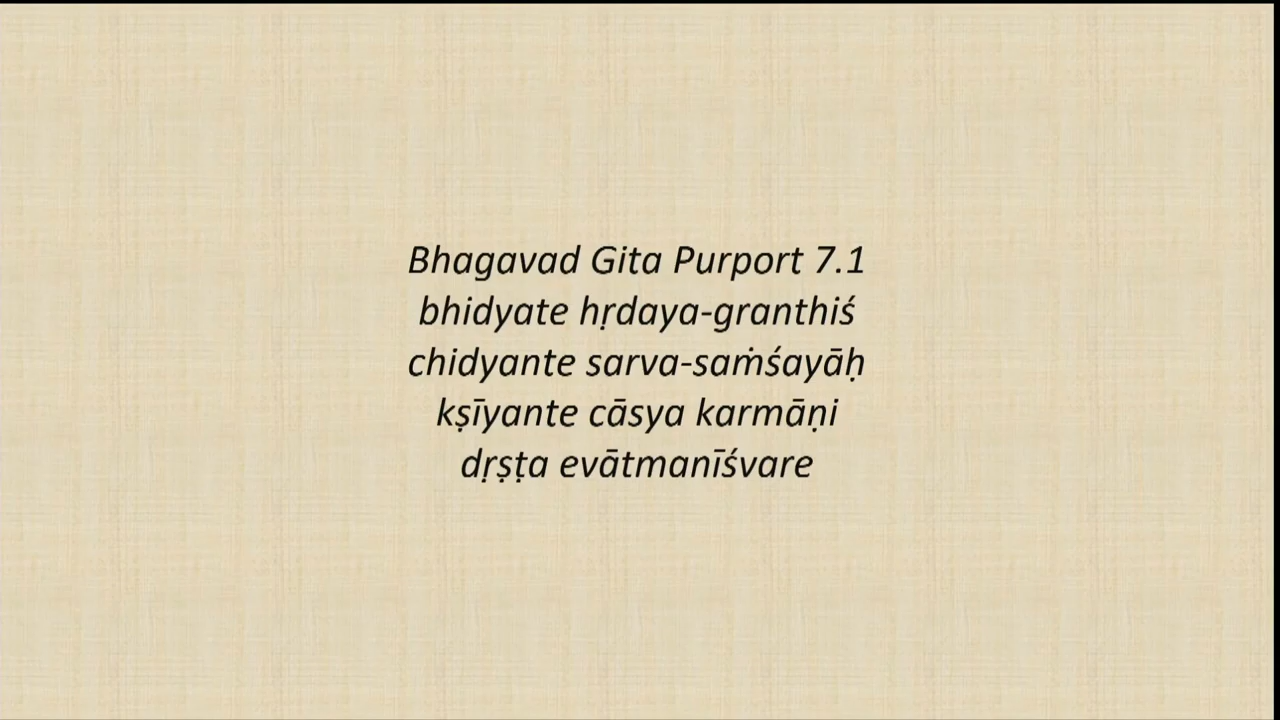 Bhagavad Gita Purport 7.1
bhidyate hṛdaya-granthiś
chidyante sarva-saṁśayāḥ
kṣīyante cāsya karmāṇi
dṛṣṭa evātmanīśvare